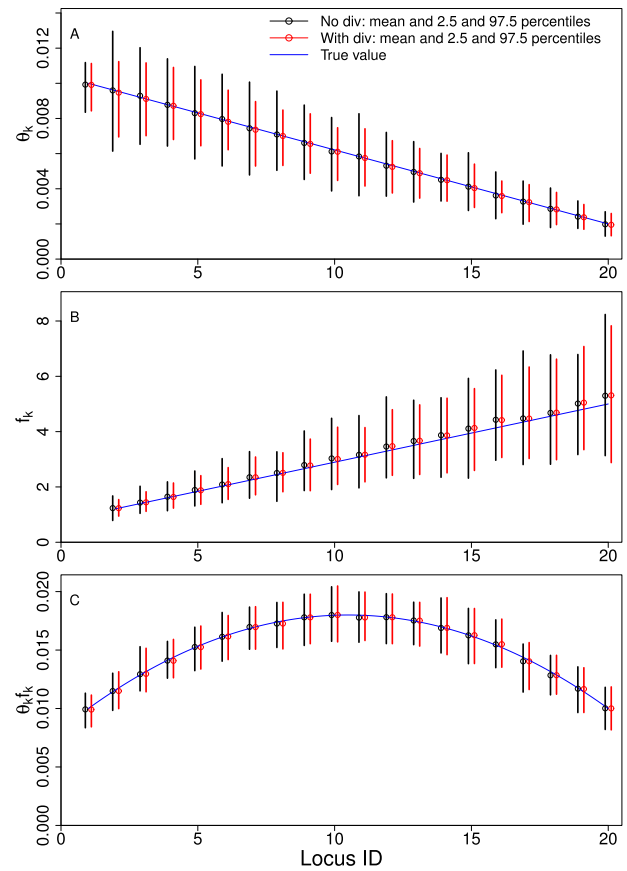 A
No div: mean and 2.5 and 97.5 percentiles
With div: mean and 2.5 and 97.5 percentiles
True value
0.012
0.008
0.004
0.000
θk
0 5 10 15 20
B
8
6
4
2
0
fk
0 5 10 15 20
C
0.020
0.015
0.010
0.005
0.000
θkfk
0 5 10 15 20
Locus ID